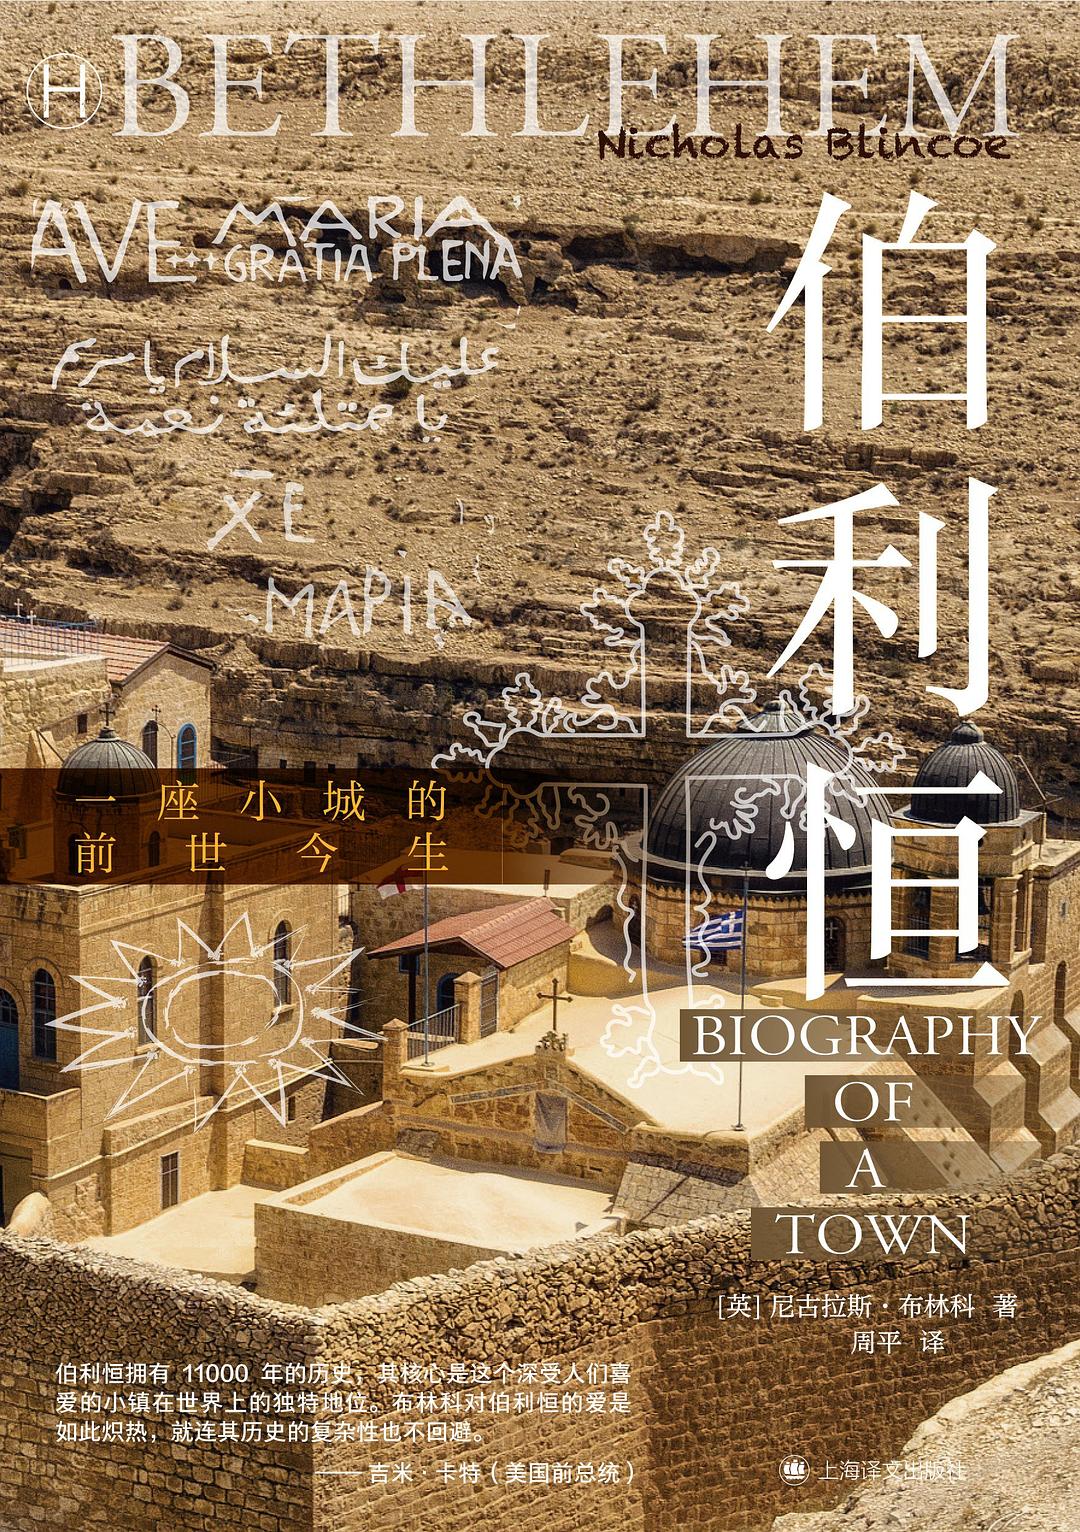 H
BETHLEHEM
Nicholas Blincoe
AVE MARIA
GRATIA PLENA
عليك السلام يا مريم
يا ممتلئة نعمة
XE
MAPIA
伯利恒
一座小城的
前世今生
BIOGRAPHY
OF
A
TOWN
[英] 尼古拉斯·布林科 著
周平 译
伯利恒拥有 11000 年的历史，其核心是这个深受人们喜
爱的小镇在世界上的独特地位。布林科对伯利恒的爱是
如此炽热，就连其历史的复杂性也不回避。
——吉米·卡特（美国前总统）
上海译文出版社